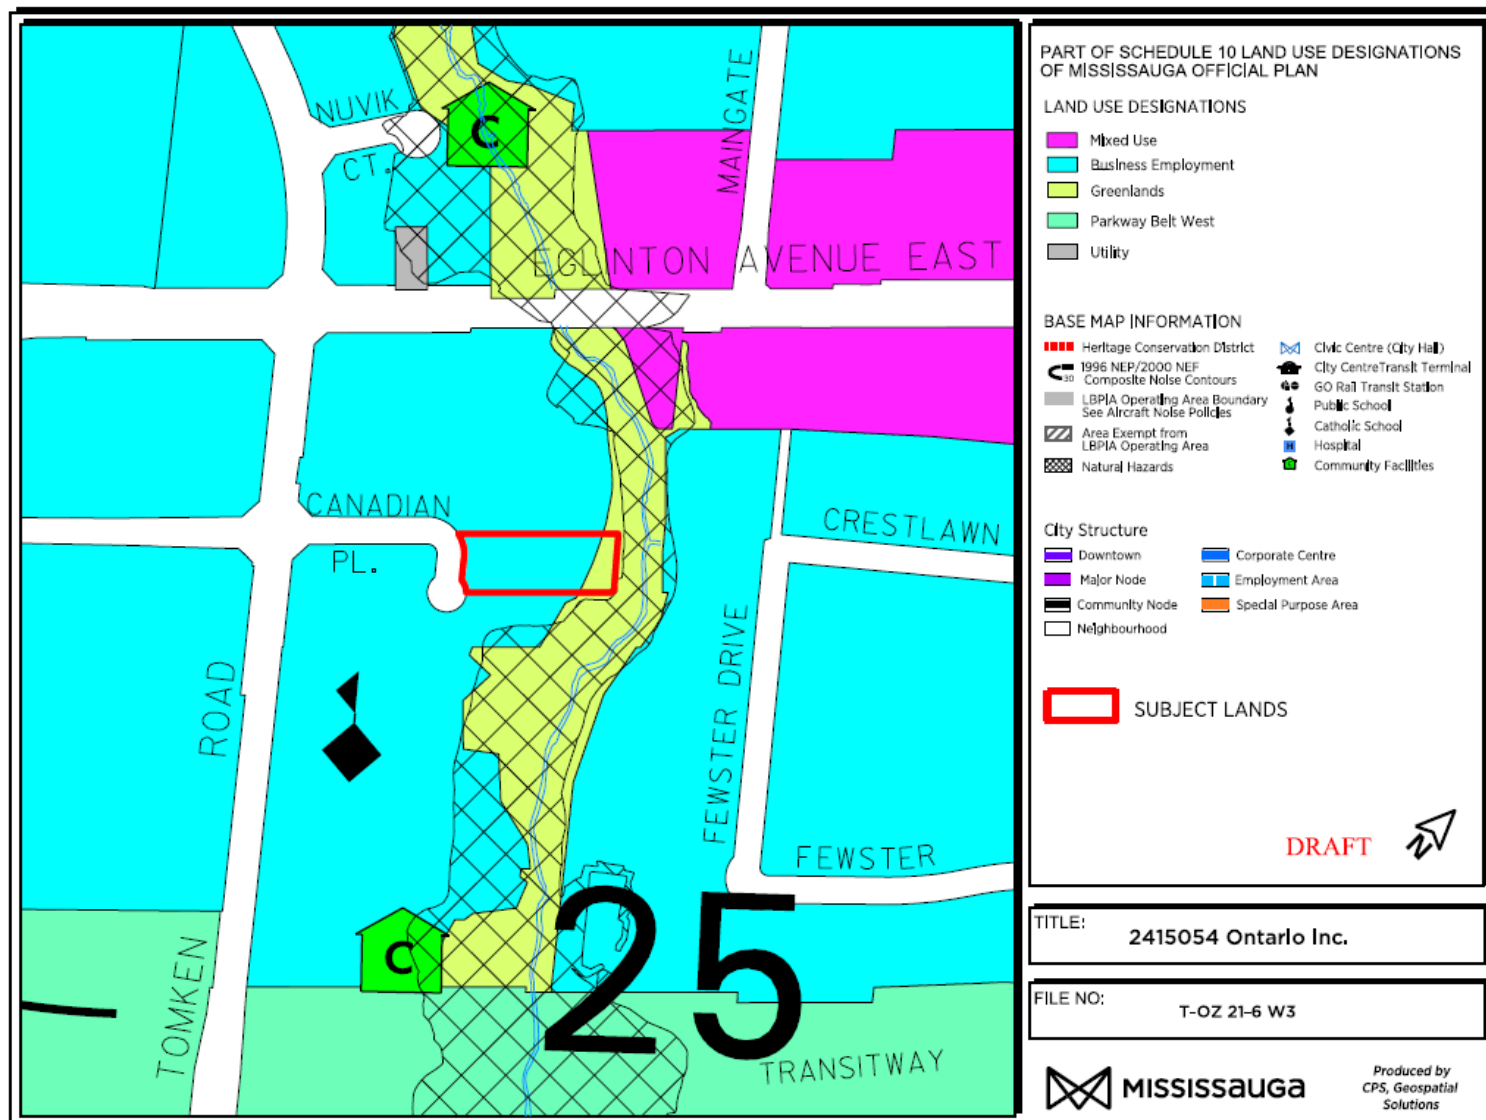 NUVIK
CT.
C
MAINGATE
EGLINTON AVENUE EAST
CANADIAN
PL.
CRESTLAWN
ROAD
FEWSTER DRIVE
FEWSTER
25
C
TOMKEN
TRANSITWAY
PART OF SCHEDULE 10 LAND USE DESIGNATIONS
OF MISSISSAUGA OFFICIAL PLAN
LAND USE DESIGNATIONS
Mixed Use
Business Employment
Greenlands
Parkway Belt West
Utility
BASE MAP INFORMATION
Heritage Conservation District
30
1996 NEP/2000 NEF
Composite Noise Contours
LBPIA Operating Area Boundary
See Aircraft Noise Policies
Area Exempt from
LBPIA Operating Area
Natural Hazards
Civic Centre (City Hall)
City CentreTransit Terminal
GO Rail Transit Station
Public School
Catholic School
H
Hospital
Community Facilities
City Structure
Downtown
Major Node
Community Node
Neighbourhood
Corporate Centre
Employment Area
Special Purpose Area
SUBJECT LANDS
DRAFT
N
TITLE:
2415054 Ontario Inc.
FILE NO:
T-OZ 21-6 W3
MISSISSAUGA
Produced by
CPS, Geospatial
Solutions